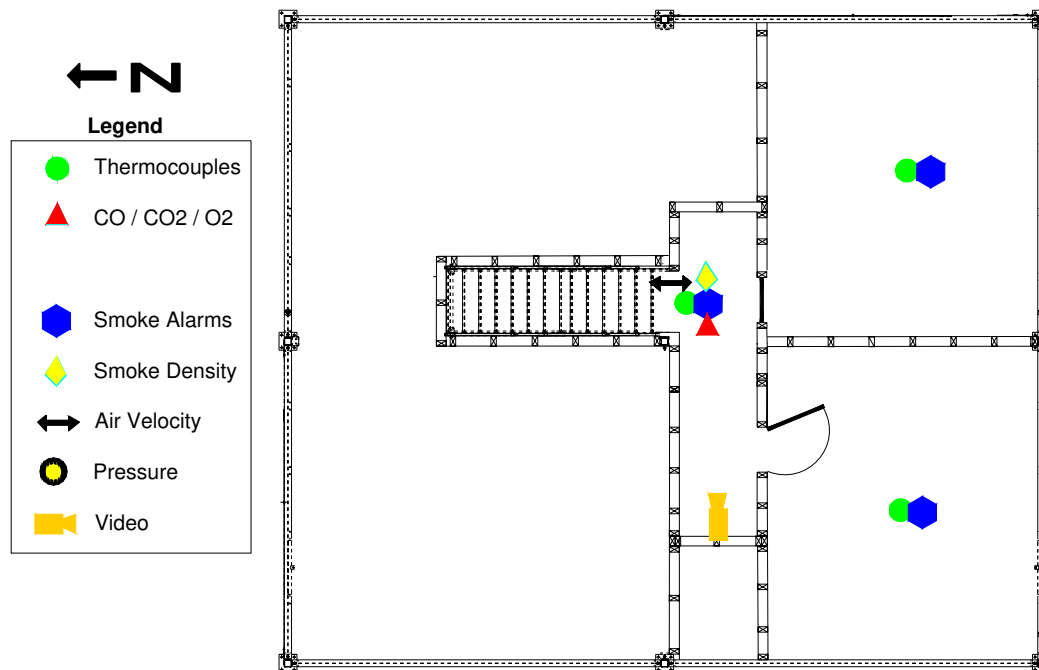 N
Legend
Thermocouples
CO / CO2 / O2
Smoke Alarms
Smoke Density
Air Velocity
Pressure
Video